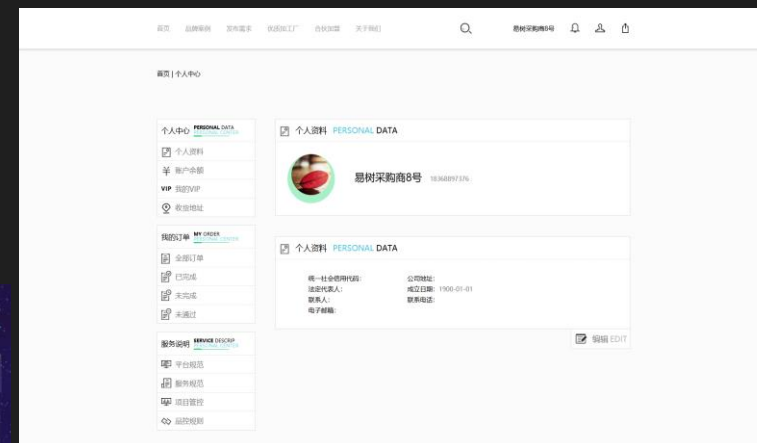 首页 品牌案例 发布需求 优质加工厂 合伙加盟 关于我们 易树采购商8号
首页 | 个人中心
个人中心 PERSONAL DATA
PERSONAL CENTER
个人资料
账户余额
VIP 我的VIP
收货地址
我的订单 MY ORDER
PERSONAL CENTER
全部订单
已完成
未完成
未通过
服务说明 SERVICE DESCRIP
PERSONAL CENTER
平台规范
服务规范
项目管控
品控规则
个人资料 PERSONAL DATA
易树采购商8号
个人资料 PERSONAL DATA
统一社会信用代码： 公司地址：
法定代表人： 成立日期： 1900-01-01
联系人： 联系电话：
电子邮箱：
编辑 EDIT